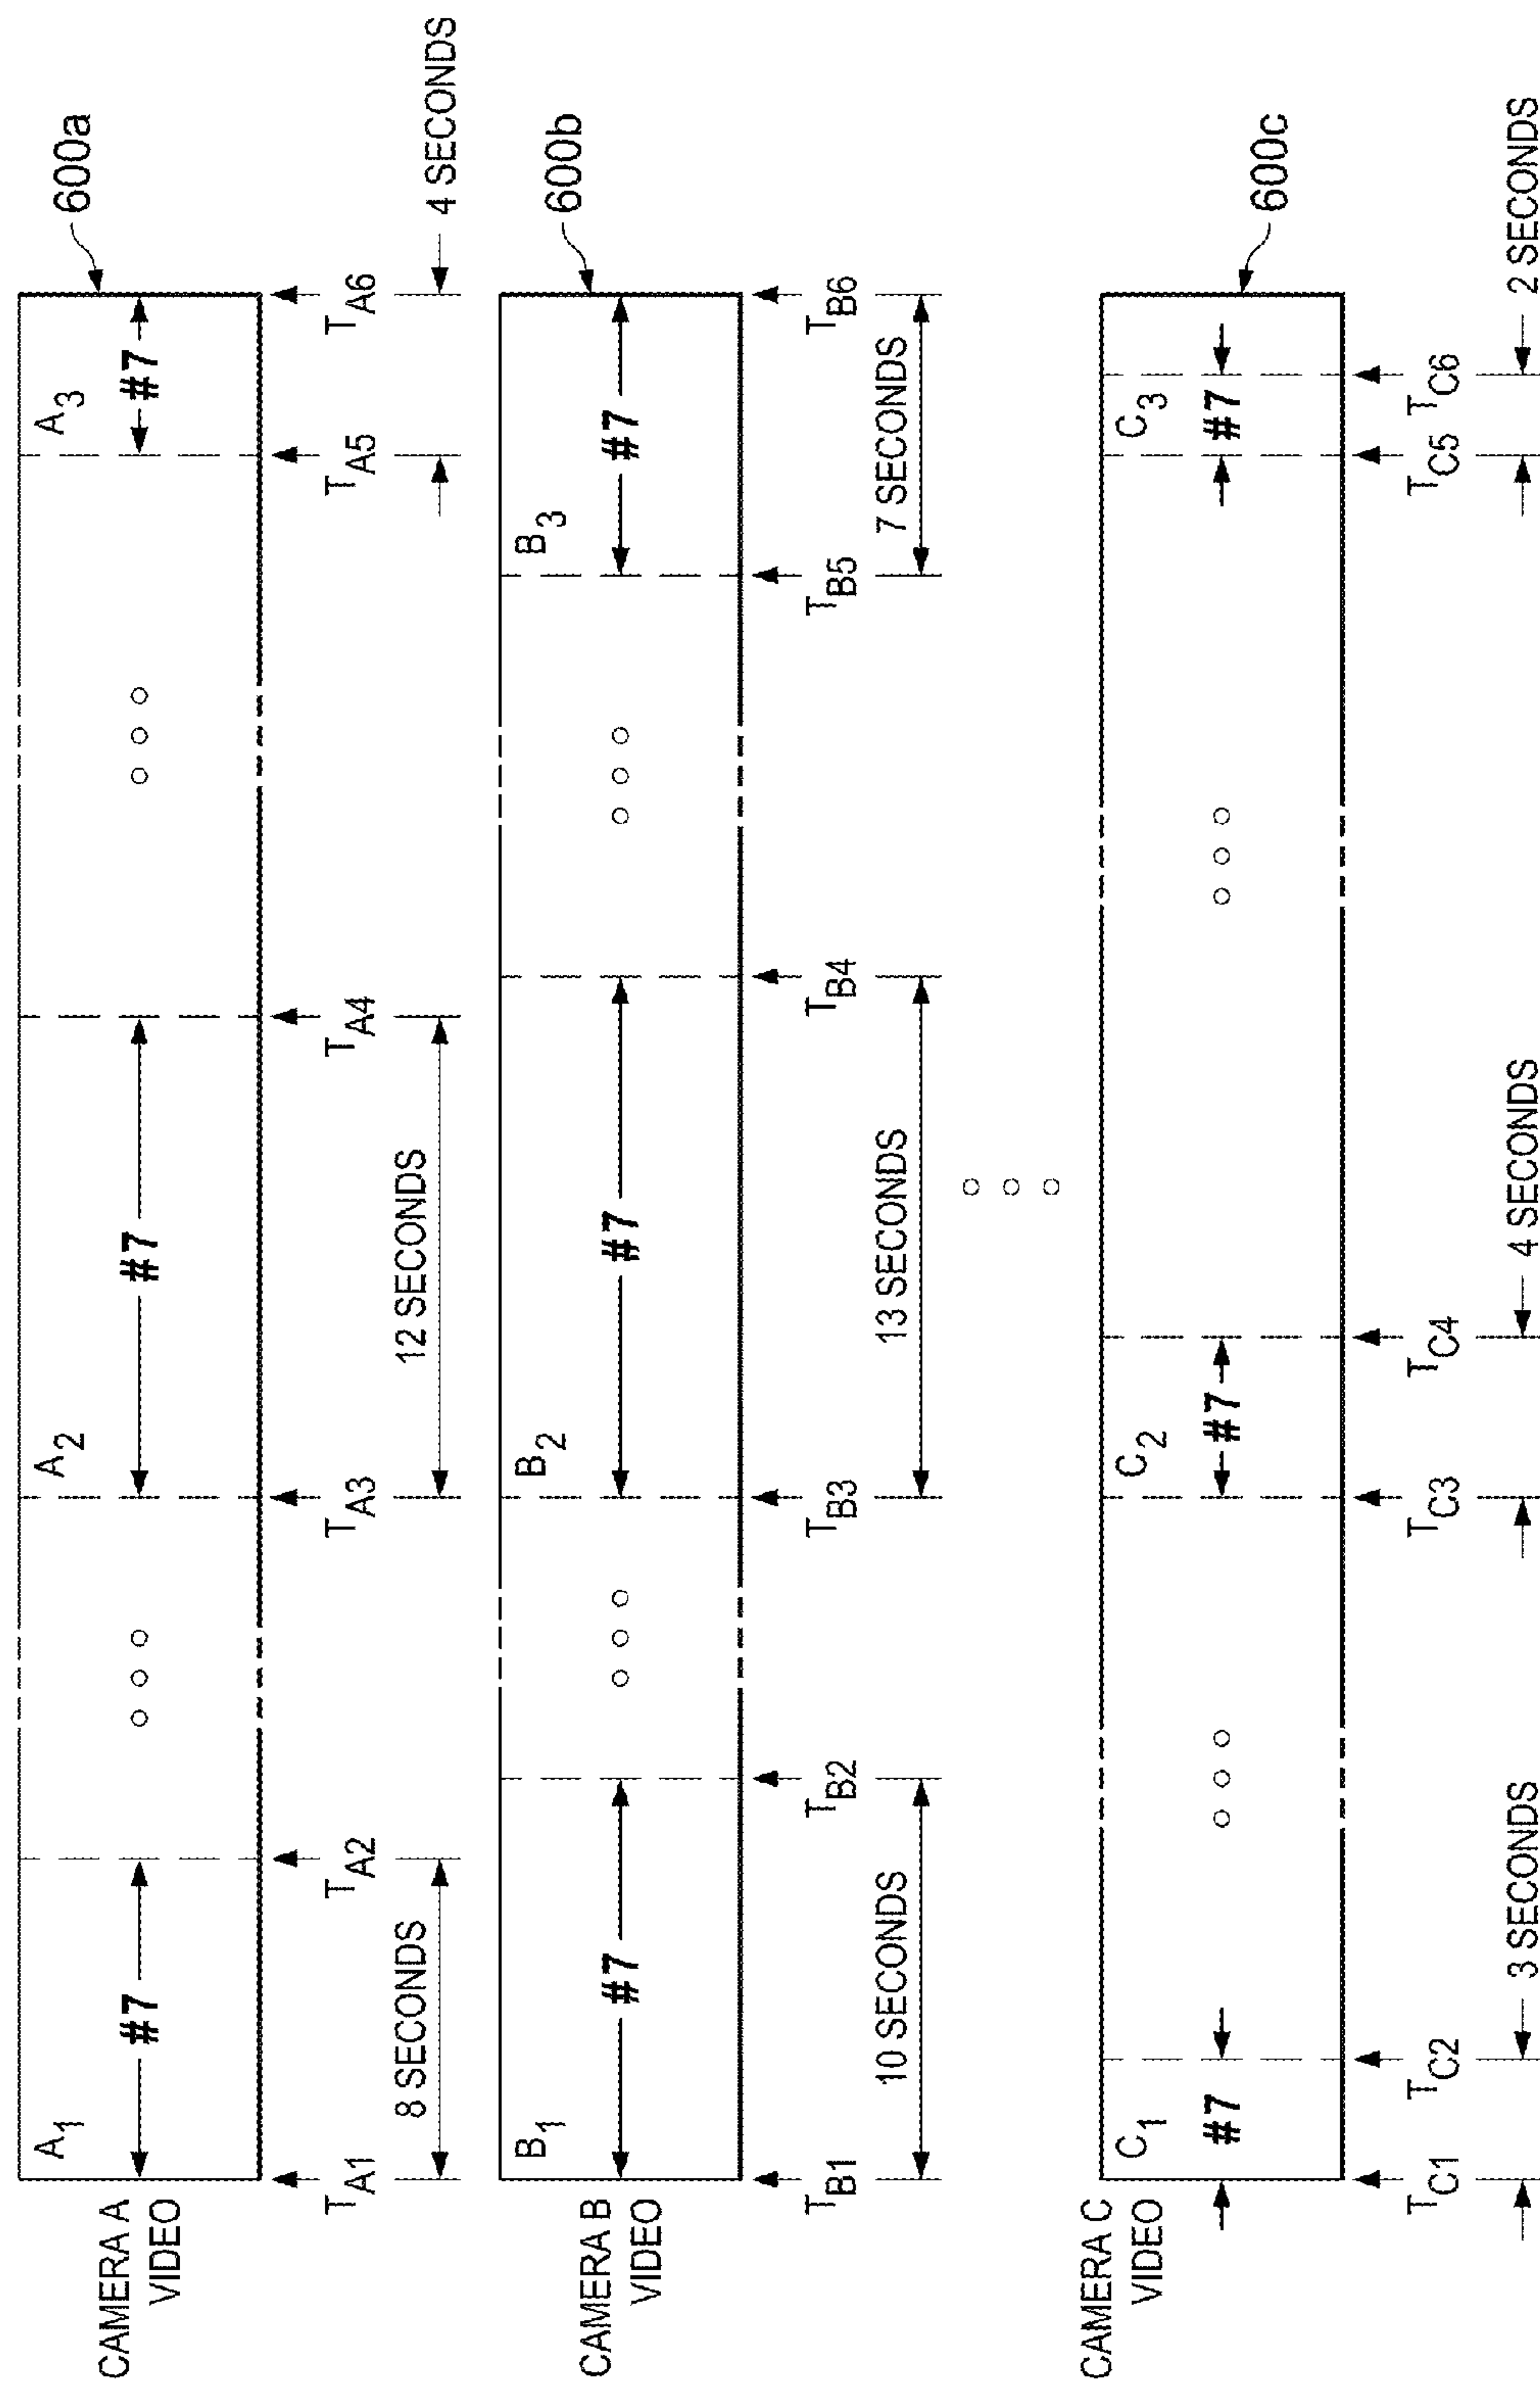 CAMERA A
VIDEO
A1
#7
A2
#7
A3
#7
600a
TA1
TA2
TA3
TA4
TA5
TA6
8 SECONDS
12 SECONDS
4 SECONDS
CAMERA B
VIDEO
B1
#7
B2
#7
B3
#7
600b
TB1
TB2
TB3
TB4
TB5
TB6
10 SECONDS
13 SECONDS
7 SECONDS
CAMERA C
VIDEO
C1
#7
C2
#7
C3
#7
600c
TC1
TC2
TC3
TC4
TC5
TC6
3 SECONDS
4 SECONDS
2 SECONDS